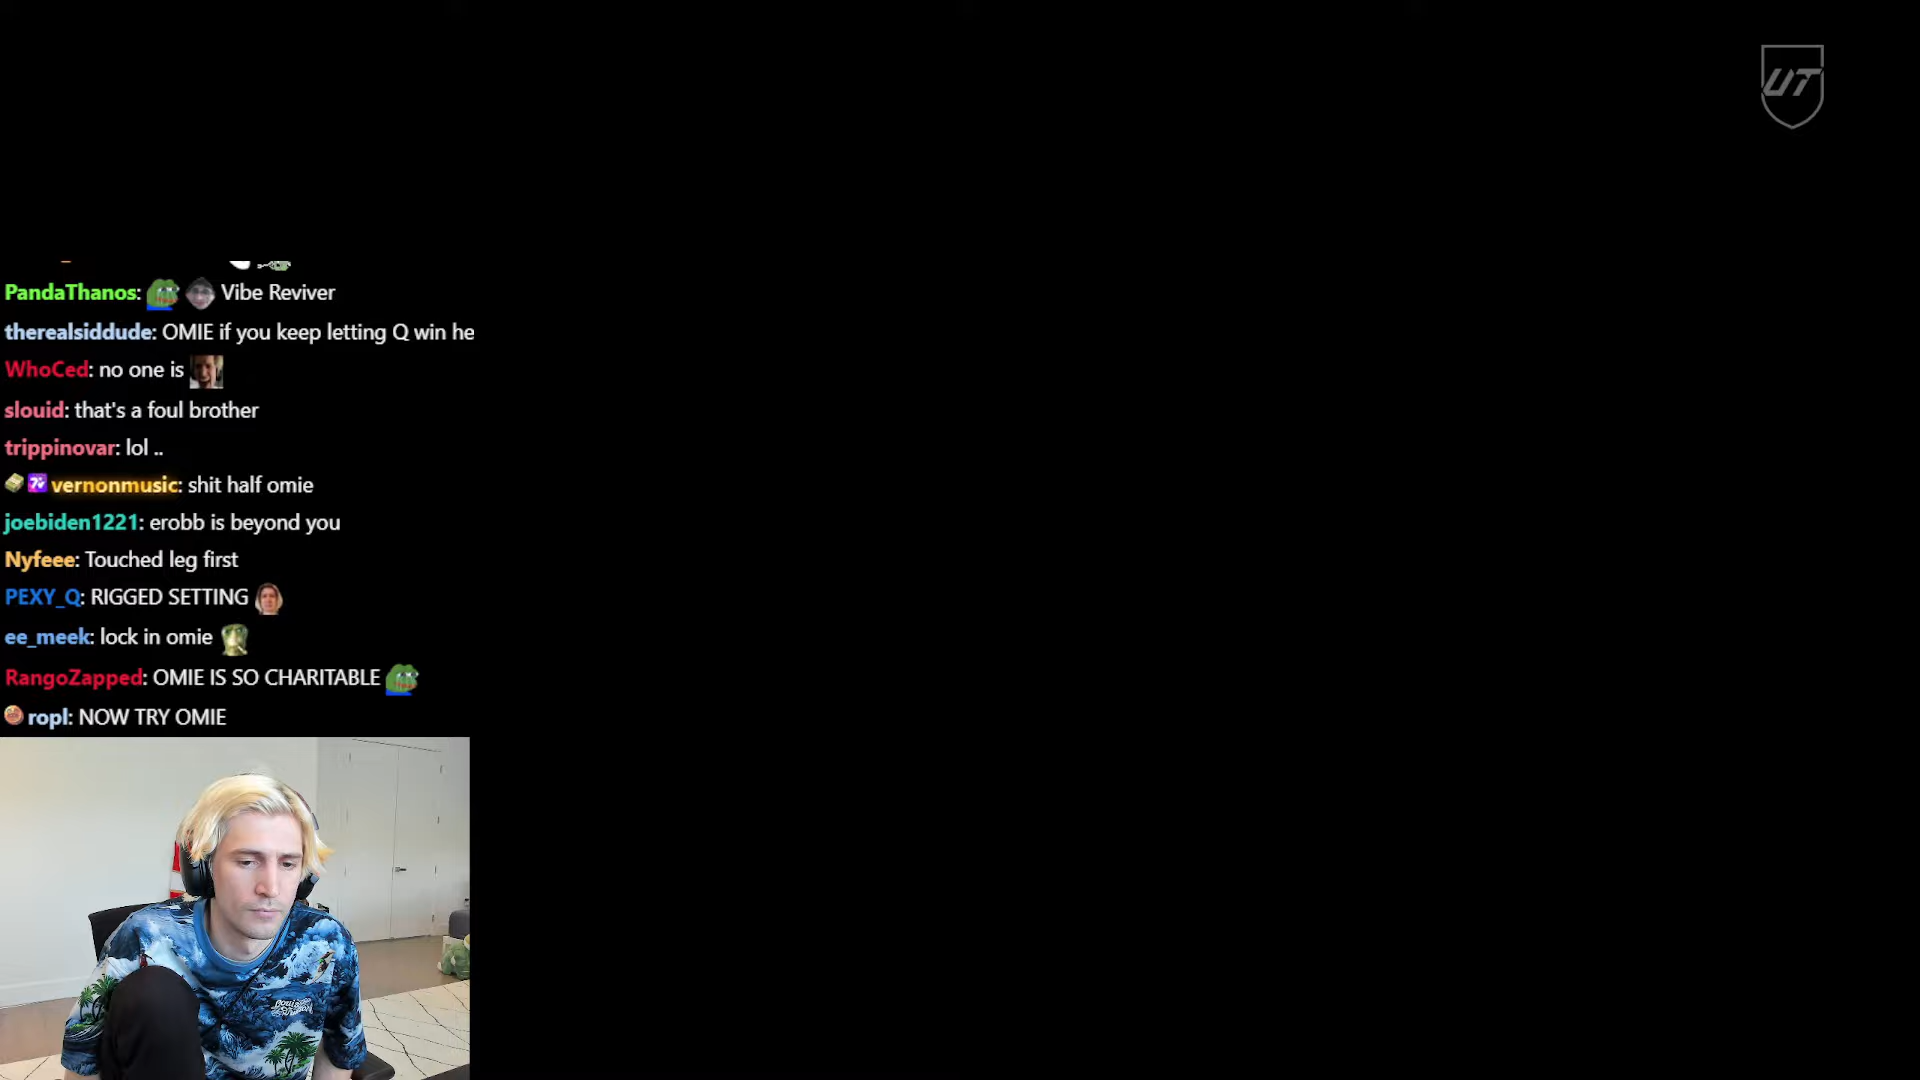 UT
PandaThanos: Vibe Reviver
therealsiddude: OMIE if you keep letting Q win he
WhoCed: no one is
slouid: that's a foul brother
trippinovar: lol ..
vernonmusic: shit half omie
joebiden1221: erobb is beyond you
Nyfeee: Touched leg first
PEXY_Q: RIGGED SETTING
ee_meek: lock in omie
RangoZapped: OMIE IS SO CHARITABLE
ropl: NOW TRY OMIE